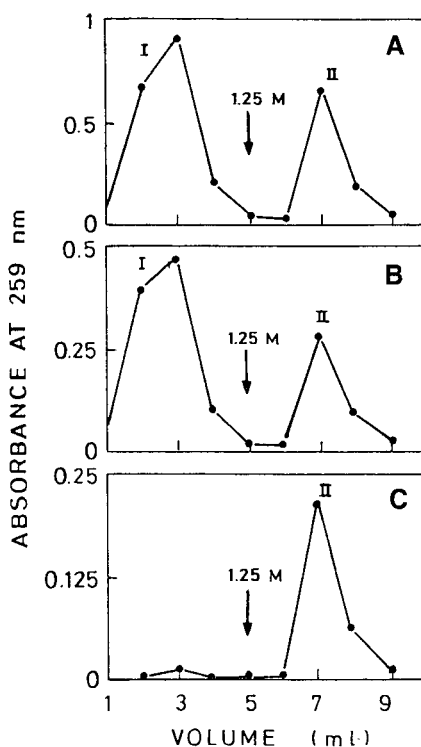 1
A
I
II
1.25 M
0.5
0
0.5
B
I
II
1.25 M
0.25
0
0.25
C
II
1.25 M
0.125
0
1 3 5 7 9
VOLUME (ml.)
ABSORBANCE AT 259 nm